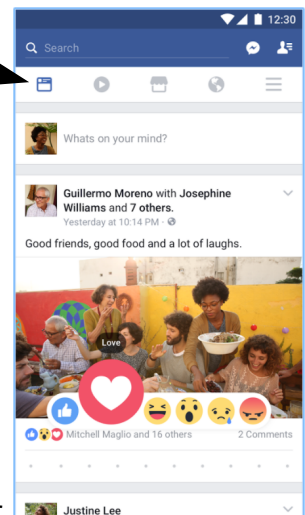 12:30
Search
Whats on your mind?
Guillermo Moreno with Josephine
Williams and 7 others.
Yesterday at 10:14 PM ·
Good friends, good food and a lot of laughs.
Love
Mitchell Maglio and 16 others 2 Comments
Justine Lee